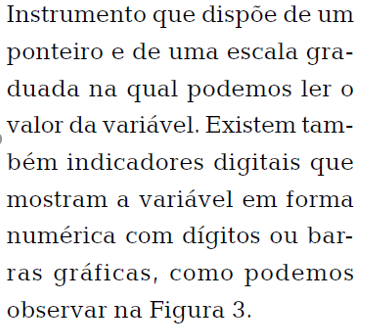 Instrumento que dispõe de um
ponteiro e de uma escala gra-
duada na qual podemos ler o
valor da variável. Existem tam-
bém indicadores digitais que
mostram a variável em forma
numérica com dígitos ou bar-
ras gráficas, como podemos
observar na Figura 3.